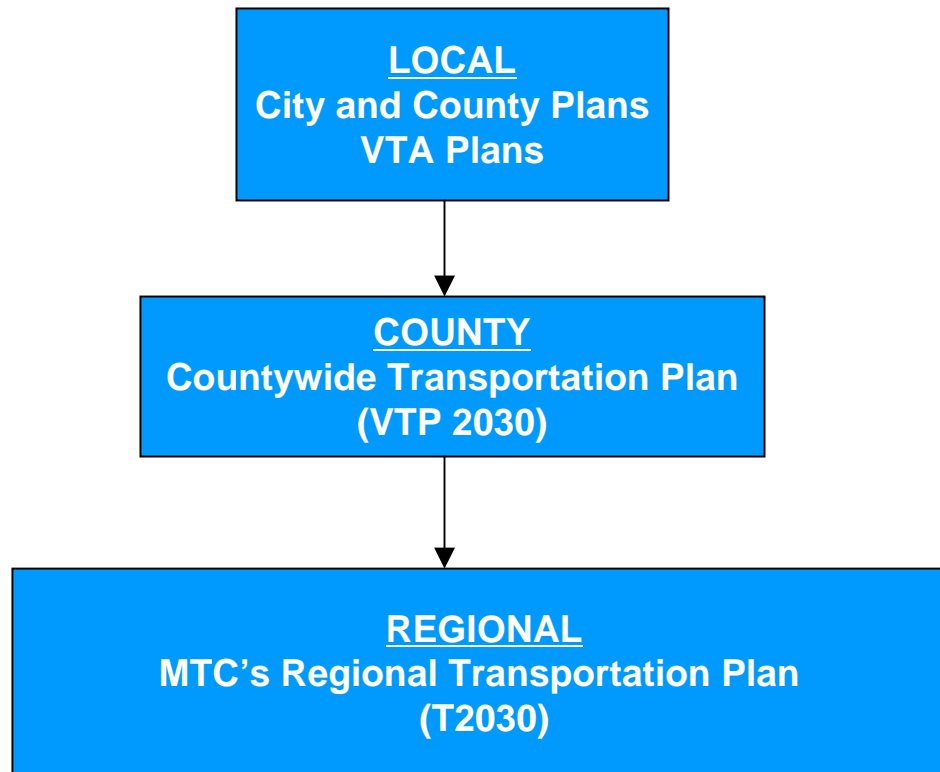 LOCAL
City and County Plans
VTA Plans
COUNTY
Countywide Transportation Plan
(VTP 2030)
REGIONAL
MTC’s Regional Transportation Plan
(T2030)